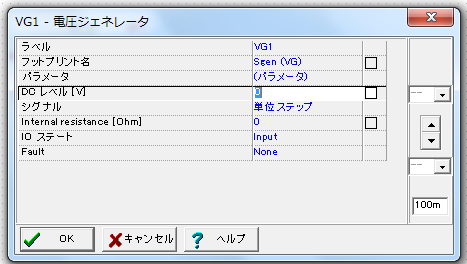 VG1 - 電圧ジェネレータ
ラベル VG1
フットプリント名 Sgen (VG)
パラメータ (パラメータ)
DC レベル [V] 0
シグナル 単位ステップ
Internal resistance [Ohm] 0
IO ステート Input
Fault None
--
--
100m
OK キャンセル ? ヘルプ